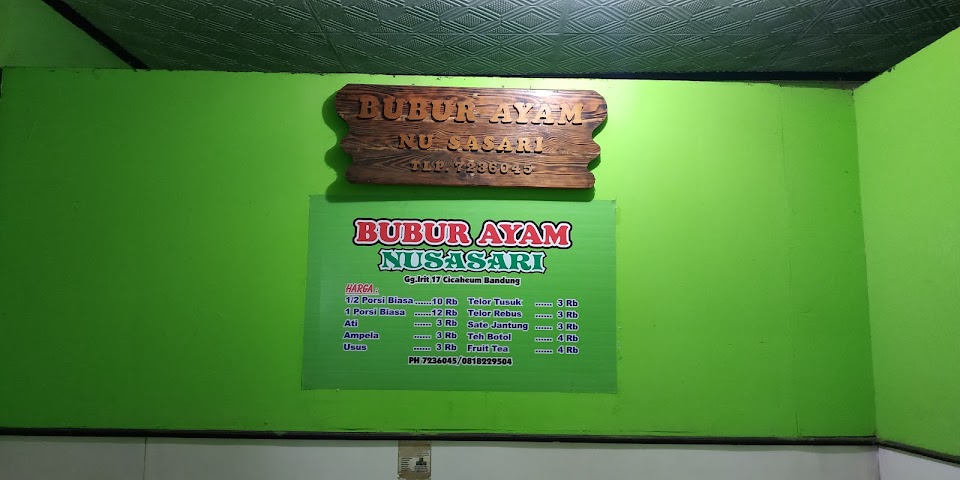 BUBUR AYAM
NU SASARI
TLP. 7236045
BUBUR AYAM
NUSASARI
Gg.Irit 17 Cicaheum Bandung
HARGA :
1/2 Porsi Biasa ...... 10 Rb
1 Porsi Biasa ...... 12 Rb
Ati ...... 3 Rb
Ampela ...... 3 Rb
Usus ...... 3 Rb
Telor Tusuk ...... 3 Rb
Telor Rebus ...... 3 Rb
Sate Jantung ...... 3 Rb
Teh Botol ...... 4 Rb
Fruit Tea ...... 4 Rb
PH 7236045/0818229504